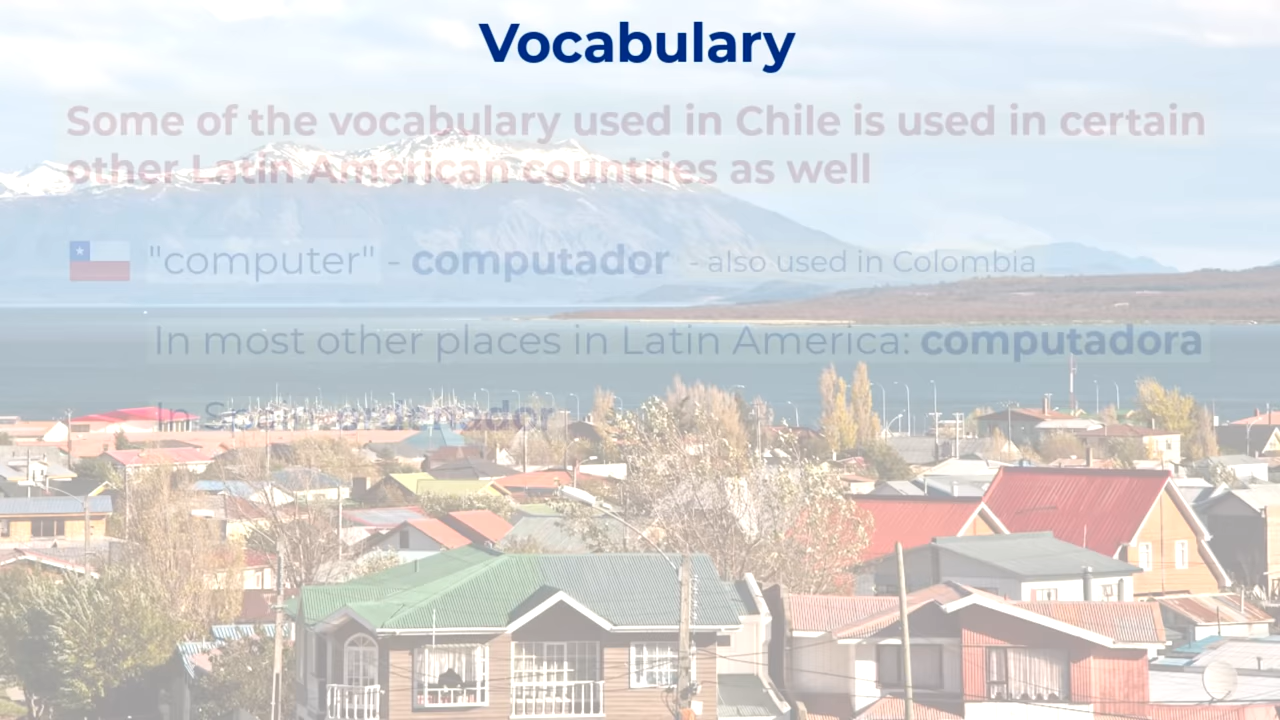 Vocabulary
Some of the vocabulary used in Chile is used in certain
other Latin American countries as well
"computer" - computador - also used in Colombia
In most other places in Latin America: computadora
In